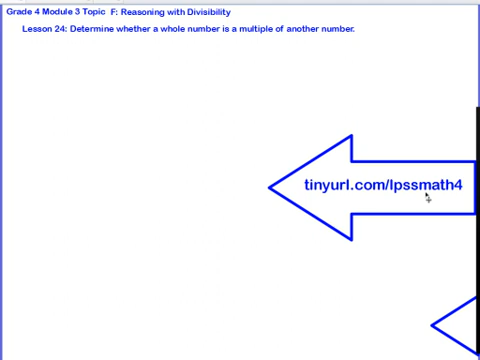 Grade 4 Module 3 Topic F: Reasoning with Divisibility
Lesson 24: Determine whether a whole number is a multiple of another number.
tinyurl.com/lpssmath4